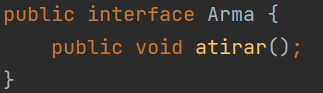 public interface Arma {
    public void atirar();
}